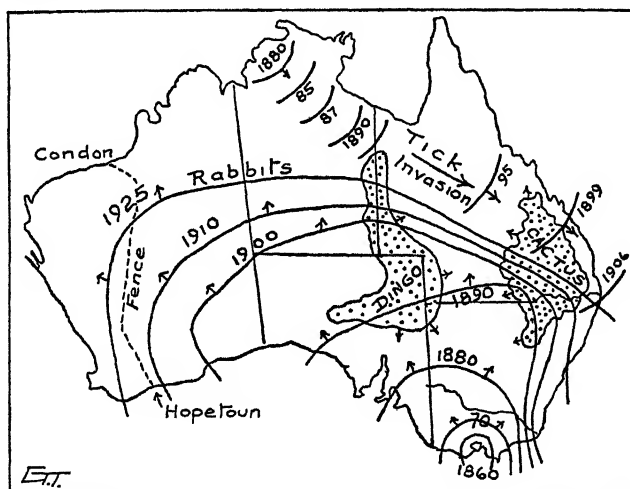 1880
85
87
1890
Tick
Invasion
95
1899
CACTUS
1906
Condon
Rabbits
1925
1910
1900
Fence
DINGO
1890
1880
70
1860
Hopetoun
G.T.